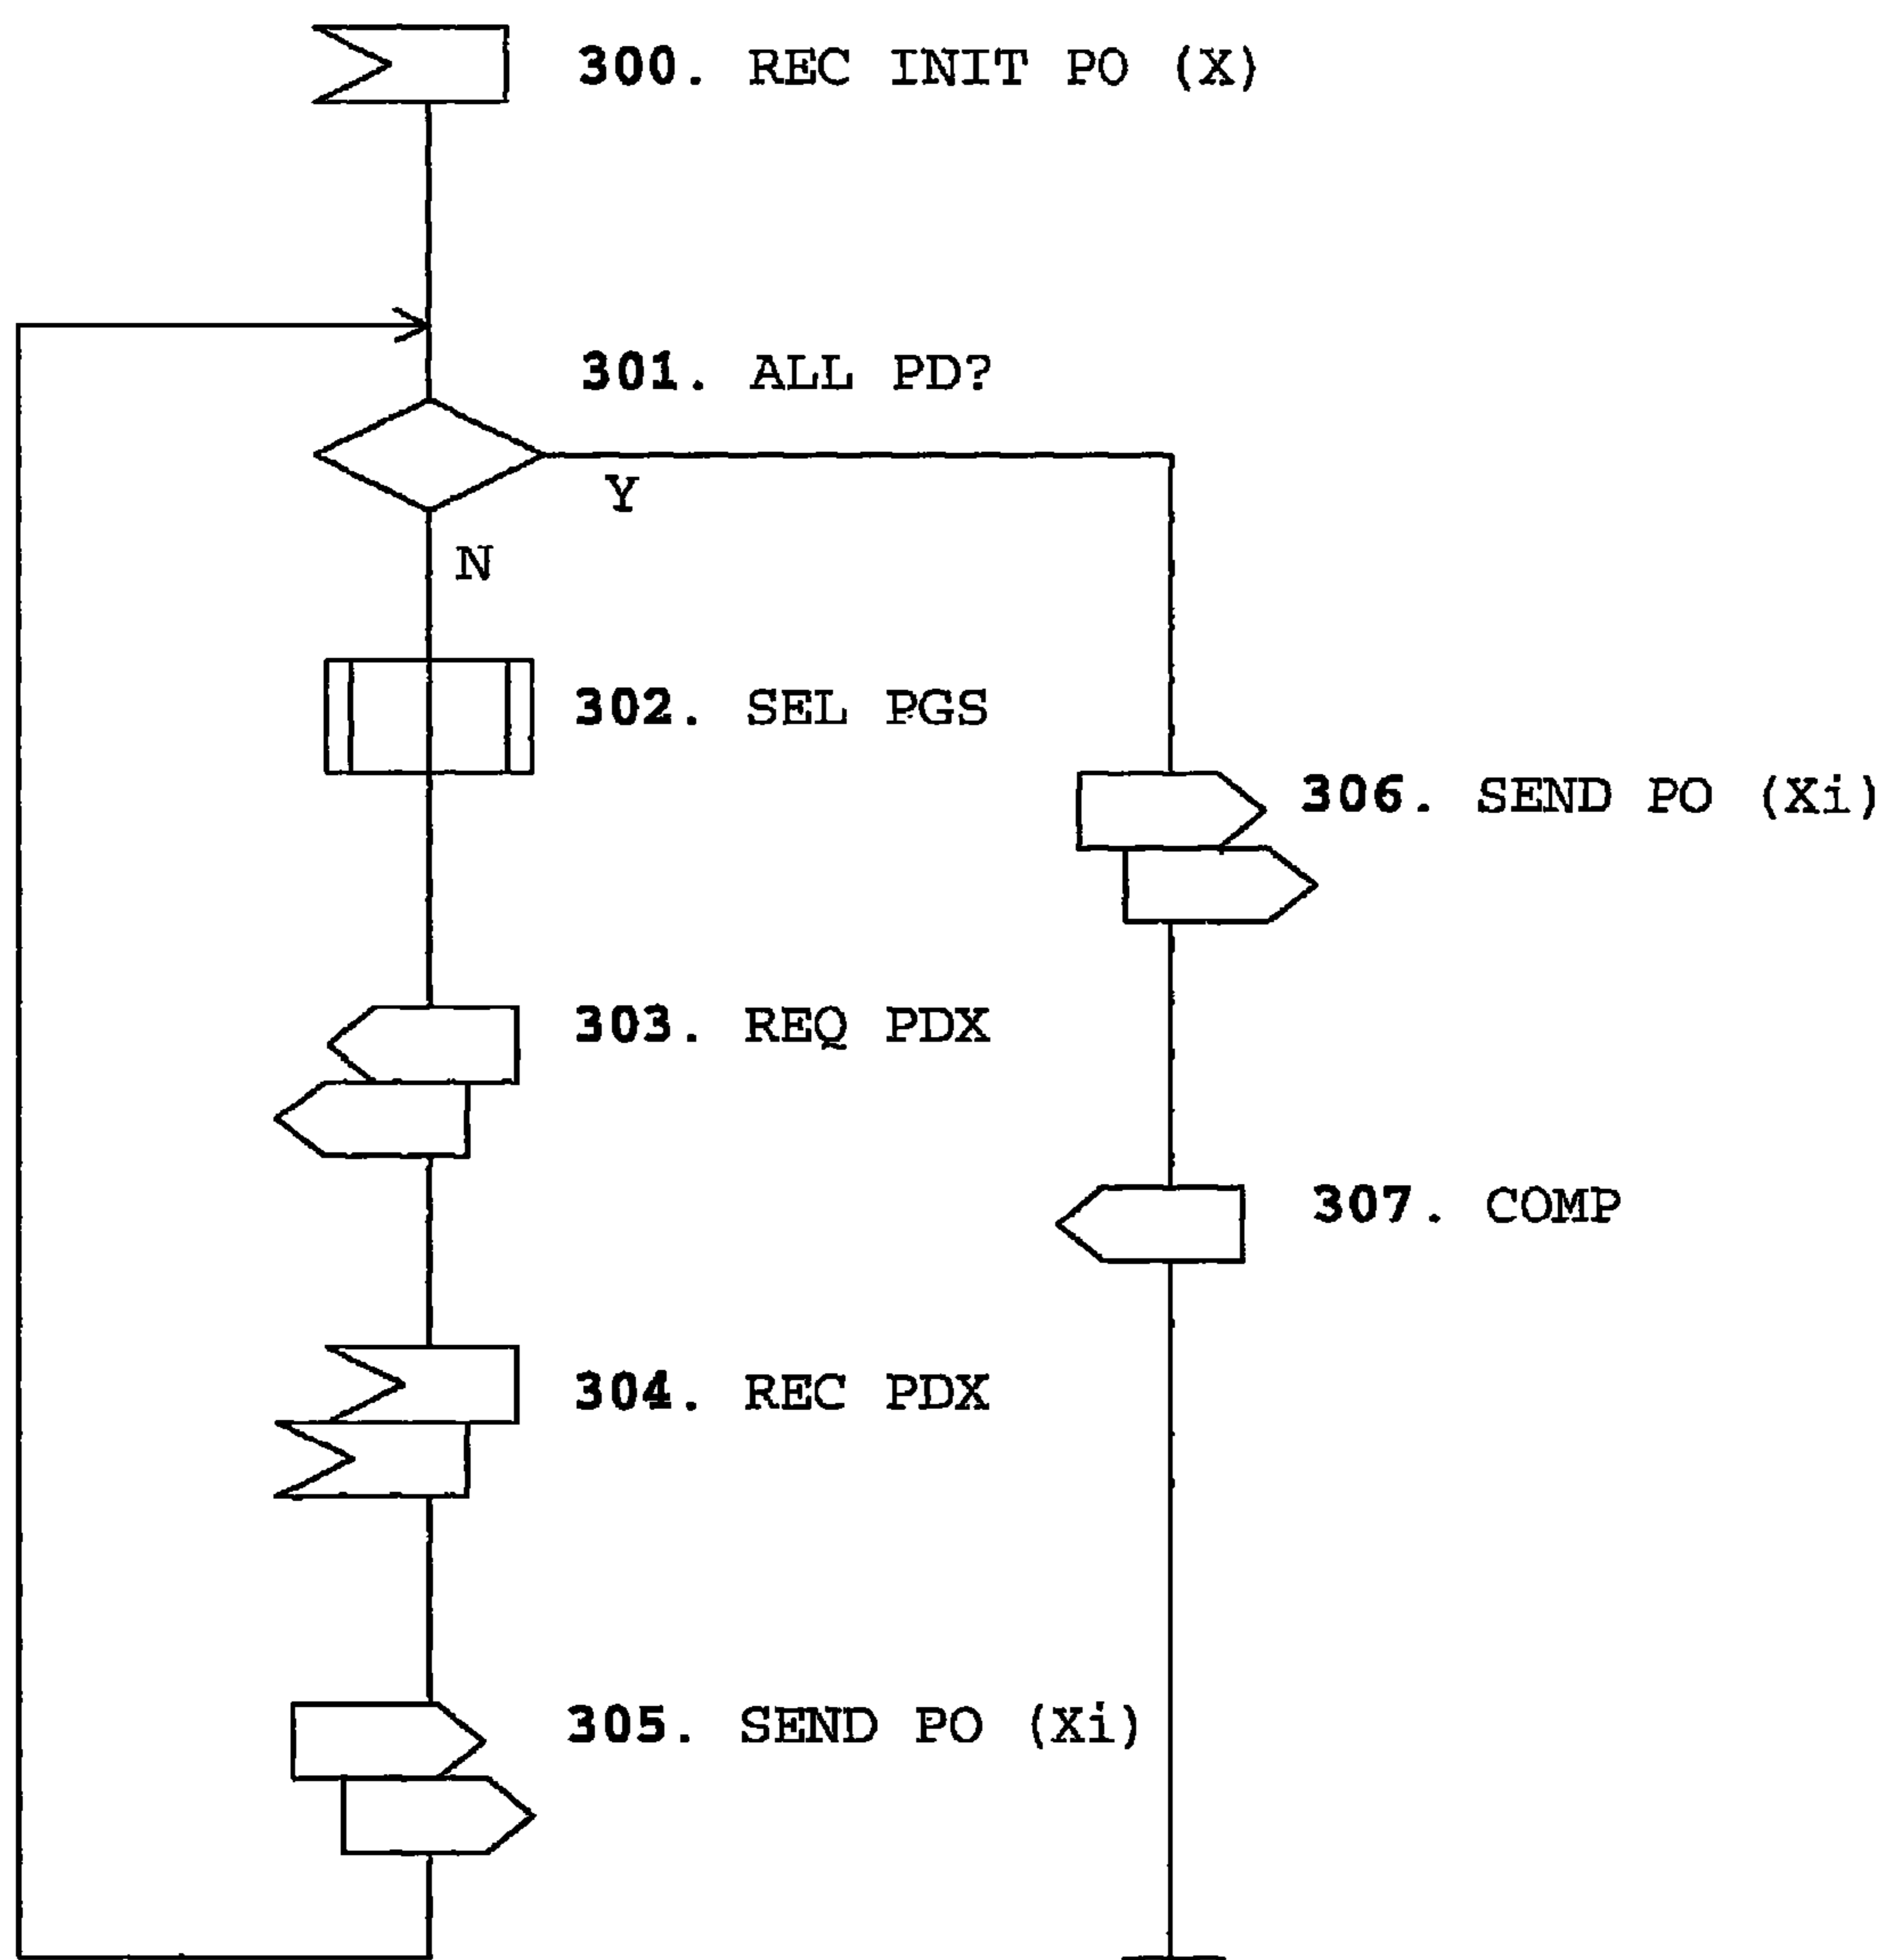 300. REC INIT PO (X)
301. ALL PD?
Y
N
302. SEL PGS
306. SEND PO (Xi)
303. REQ PDX
307. COMP
304. REC PDX
305. SEND PO (Xi)